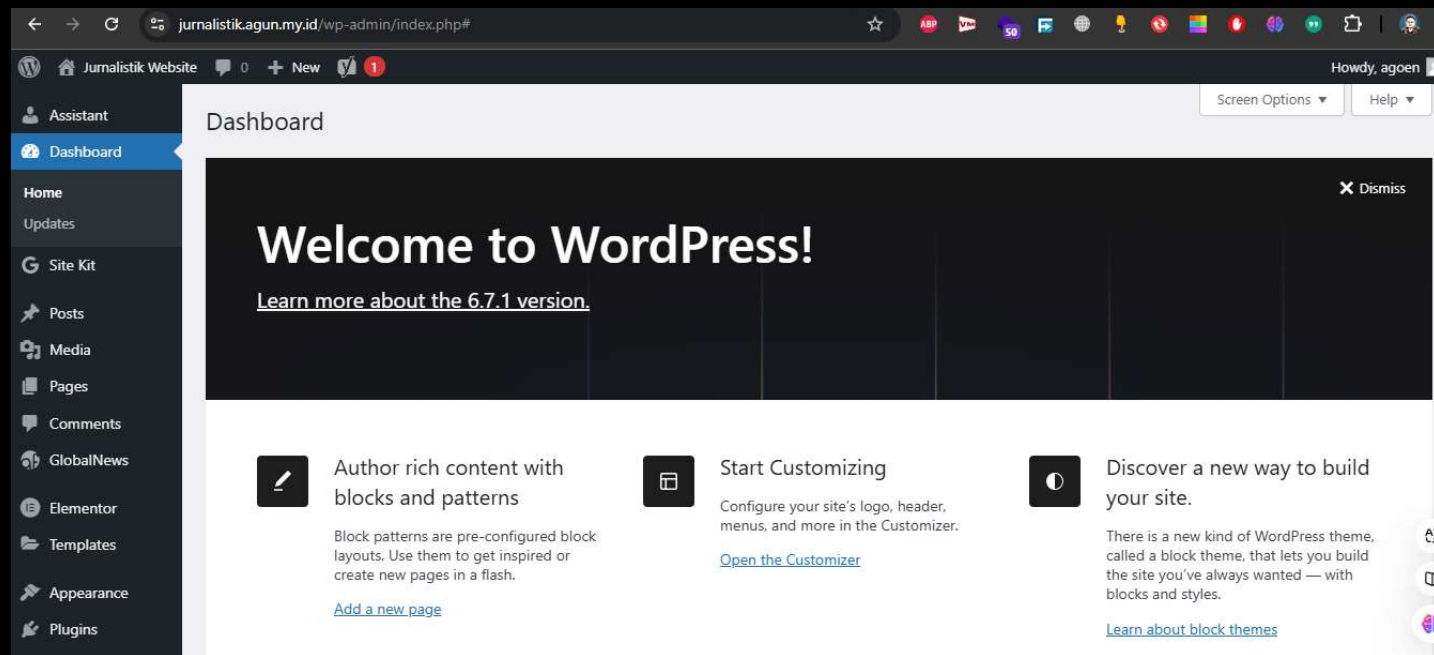 jurnalistik.agun.my.id/wp-admin/index.php#
ABP
50
Jurnalistik Website 0 New 1
Howdy, agoen
Screen Options
Help
Assistant
Dashboard
Home
Updates
Site Kit
Posts
Media
Pages
Comments
GlobalNews
Elementor
Templates
Appearance
Plugins
Dashboard
Dismiss
Welcome to WordPress!
Learn more about the 6.7.1 version.
Author rich content with
blocks and patterns
Block patterns are pre-configured block
layouts. Use them to get inspired or
create new pages in a flash.
Add a new page
Start Customizing
Configure your site’s logo, header,
menus, and more in the Customizer.
Open the Customizer
Discover a new way to build
your site.
There is a new kind of WordPress theme,
called a block theme, that lets you build
the site you’ve always wanted — with
blocks and styles.
Learn about block themes